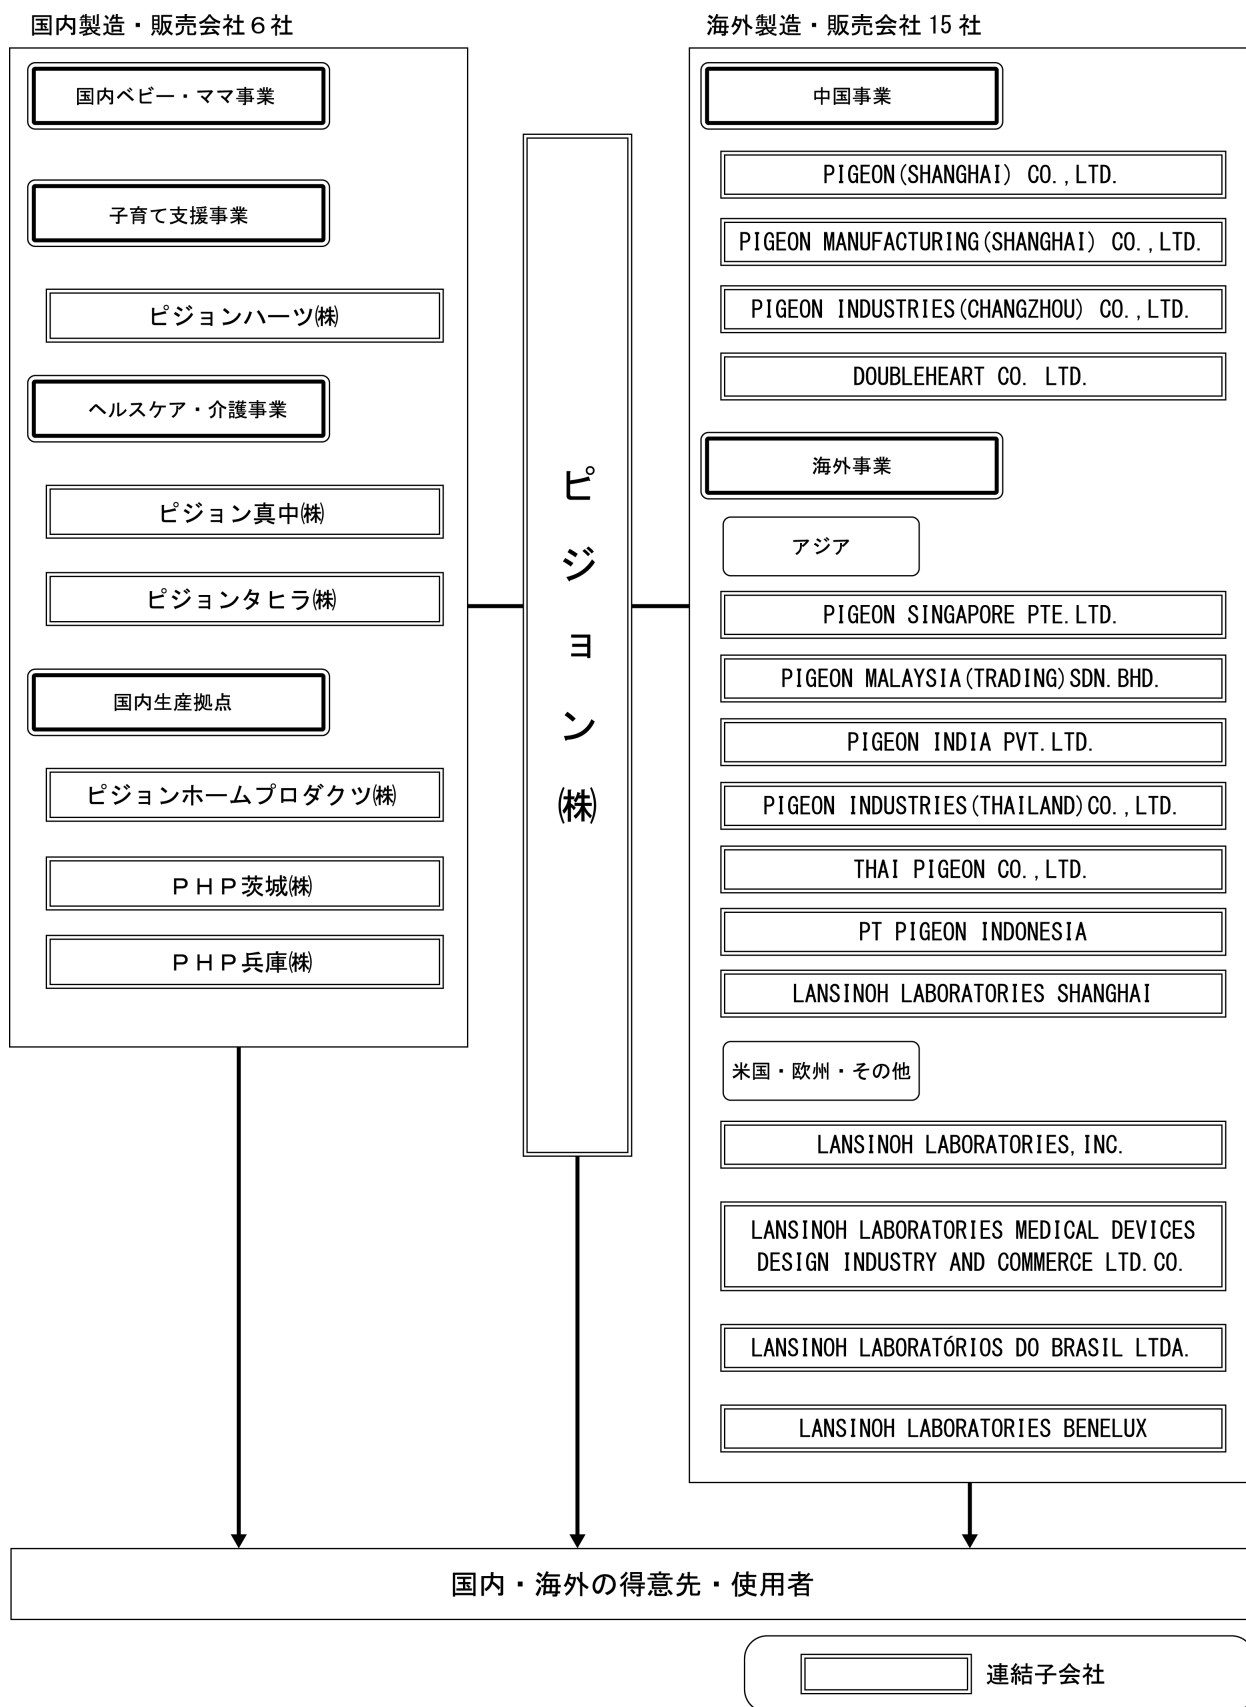 国内製造・販売会社６社
国内ベビー・ママ事業
子育て支援事業
ピジョンハーツ㈱
ヘルスケア・介護事業
ピジョン真中㈱
ピジョンタヒラ㈱
国内生産拠点
ピジョンホームプロダクツ㈱
ＰＨＰ茨城㈱
ＰＨＰ兵庫㈱
ピジョン㈱
海外製造・販売会社 15 社
中国事業
PIGEON(SHANGHAI) CO.,LTD.
PIGEON MANUFACTURING(SHANGHAI) CO.,LTD.
PIGEON INDUSTRIES(CHANGZHOU) CO.,LTD.
DOUBLEHEART CO. LTD.
海外事業
アジア
PIGEON SINGAPORE PTE.LTD.
PIGEON MALAYSIA(TRADING)SDN.BHD.
PIGEON INDIA PVT.LTD.
PIGEON INDUSTRIES(THAILAND)CO.,LTD.
THAI PIGEON CO.,LTD.
PT PIGEON INDONESIA
LANSINOH LABORATORIES SHANGHAI
米国・欧州・その他
LANSINOH LABORATORIES,INC.
LANSINOH LABORATORIES MEDICAL DEVICES
DESIGN INDUSTRY AND COMMERCE LTD.CO.
LANSINOH LABORATÓRIOS DO BRASIL LTDA.
LANSINOH LABORATORIES BENELUX
国内・海外の得意先・使用者
連結子会社